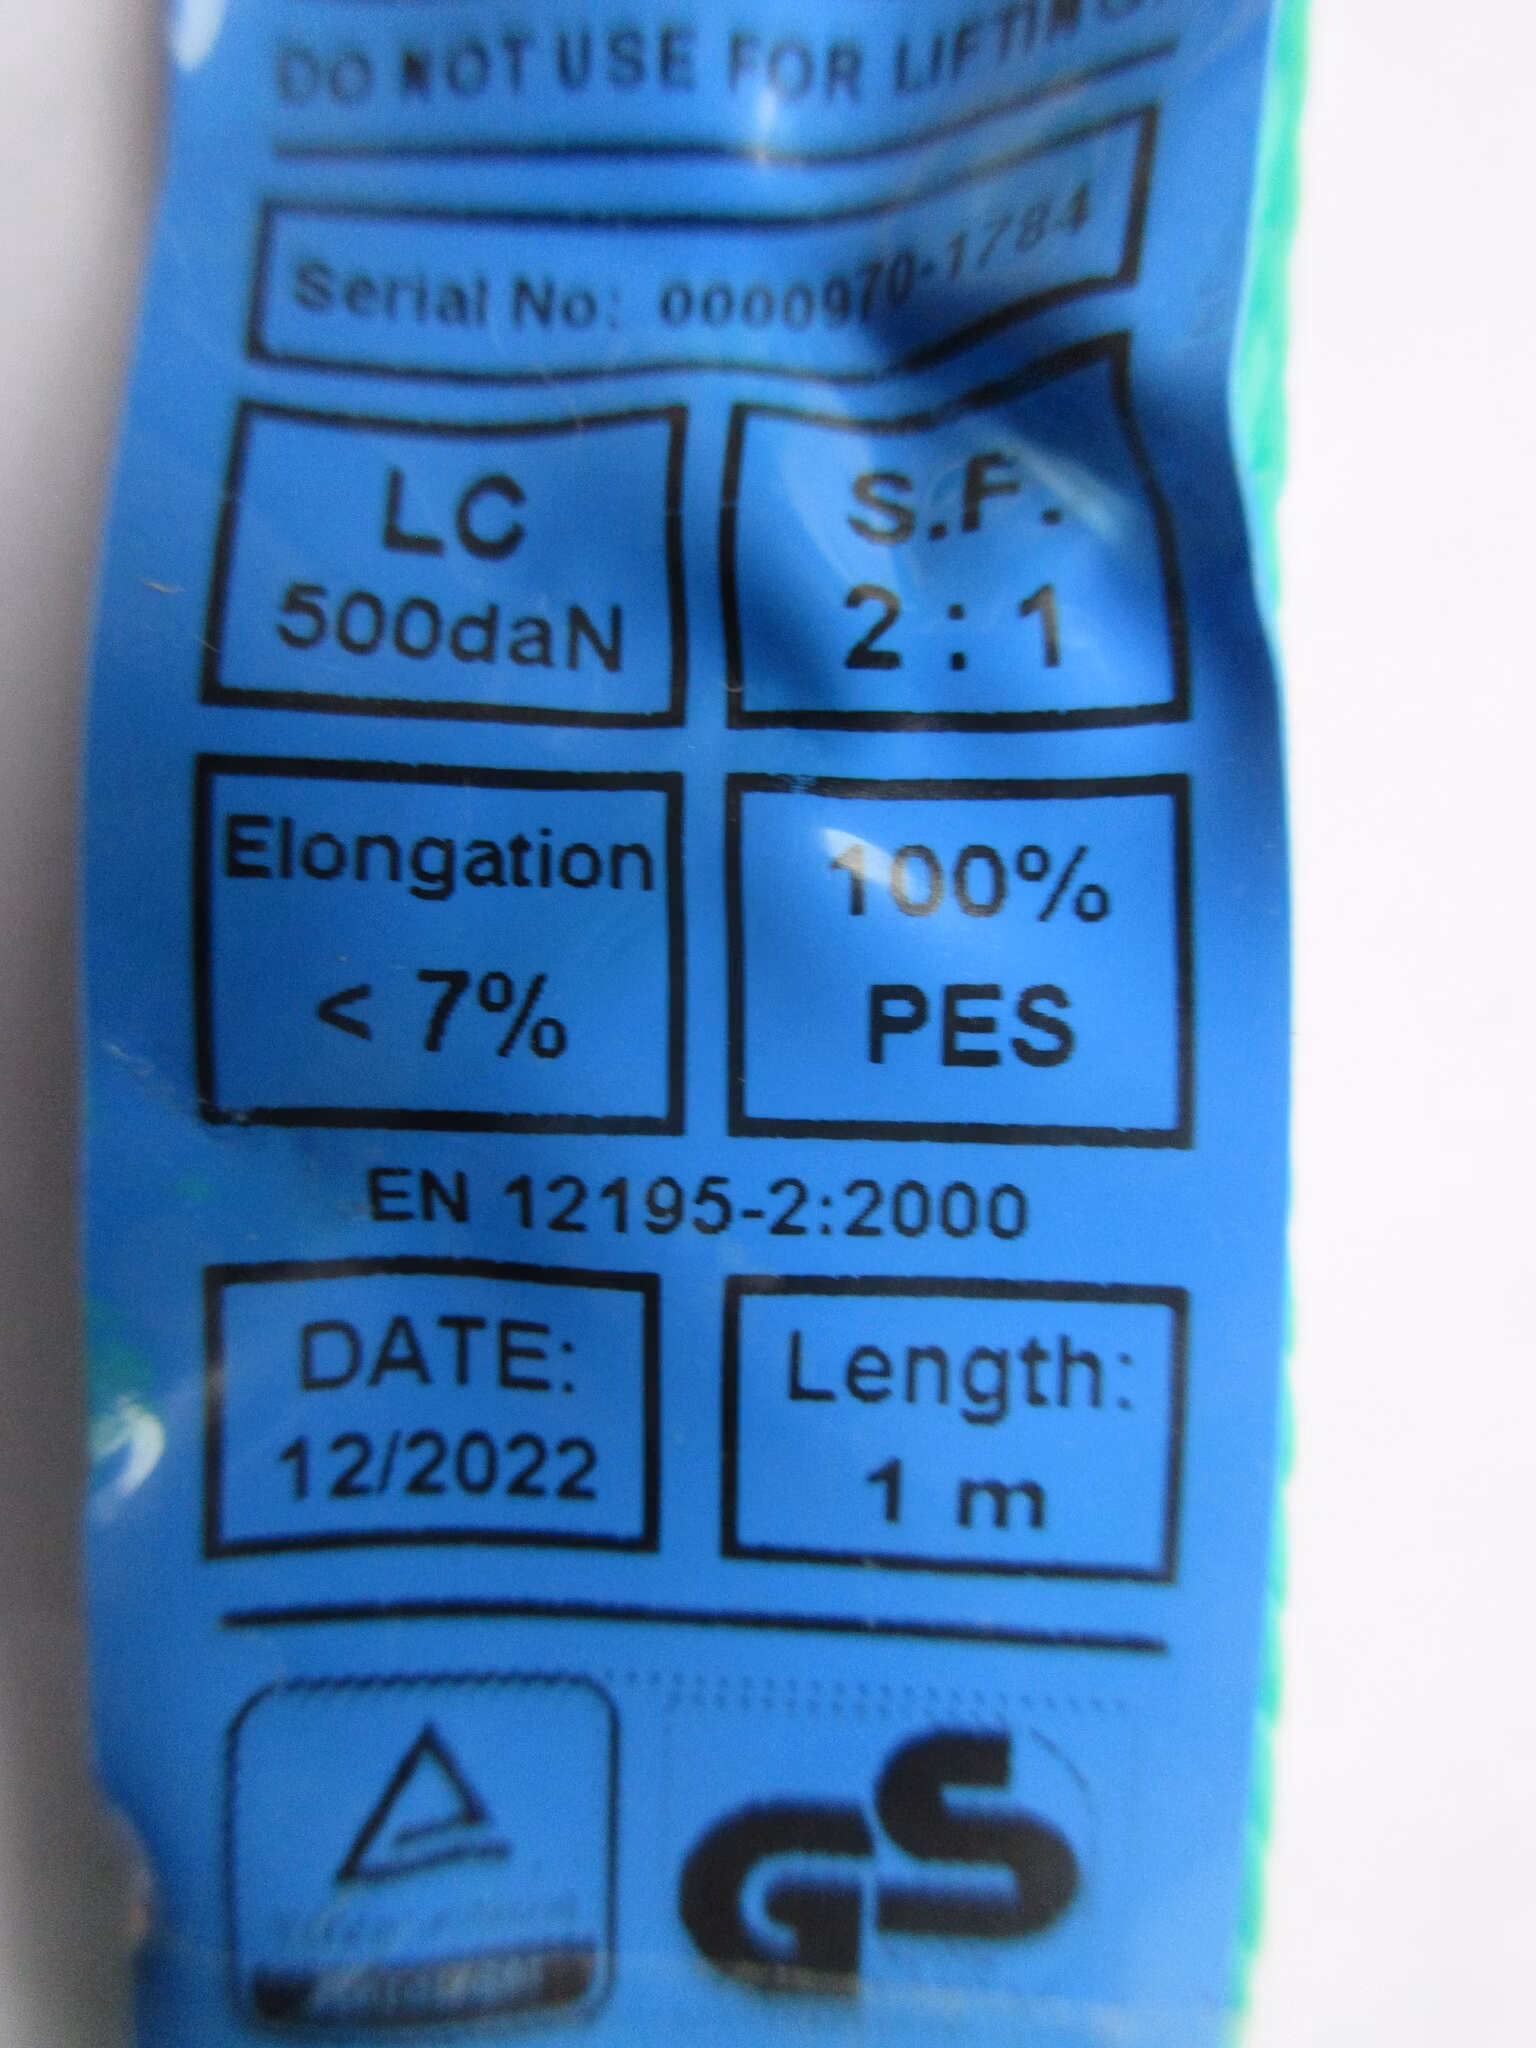 DO NOT USE FOR LIFTING
Serial No: 0000970-1784
LC
500daN
S.F.
2 : 1
Elongation
< 7%
100%
PES
EN 12195-2:2000
DATE:
12/2022
Length:
1 m
GS